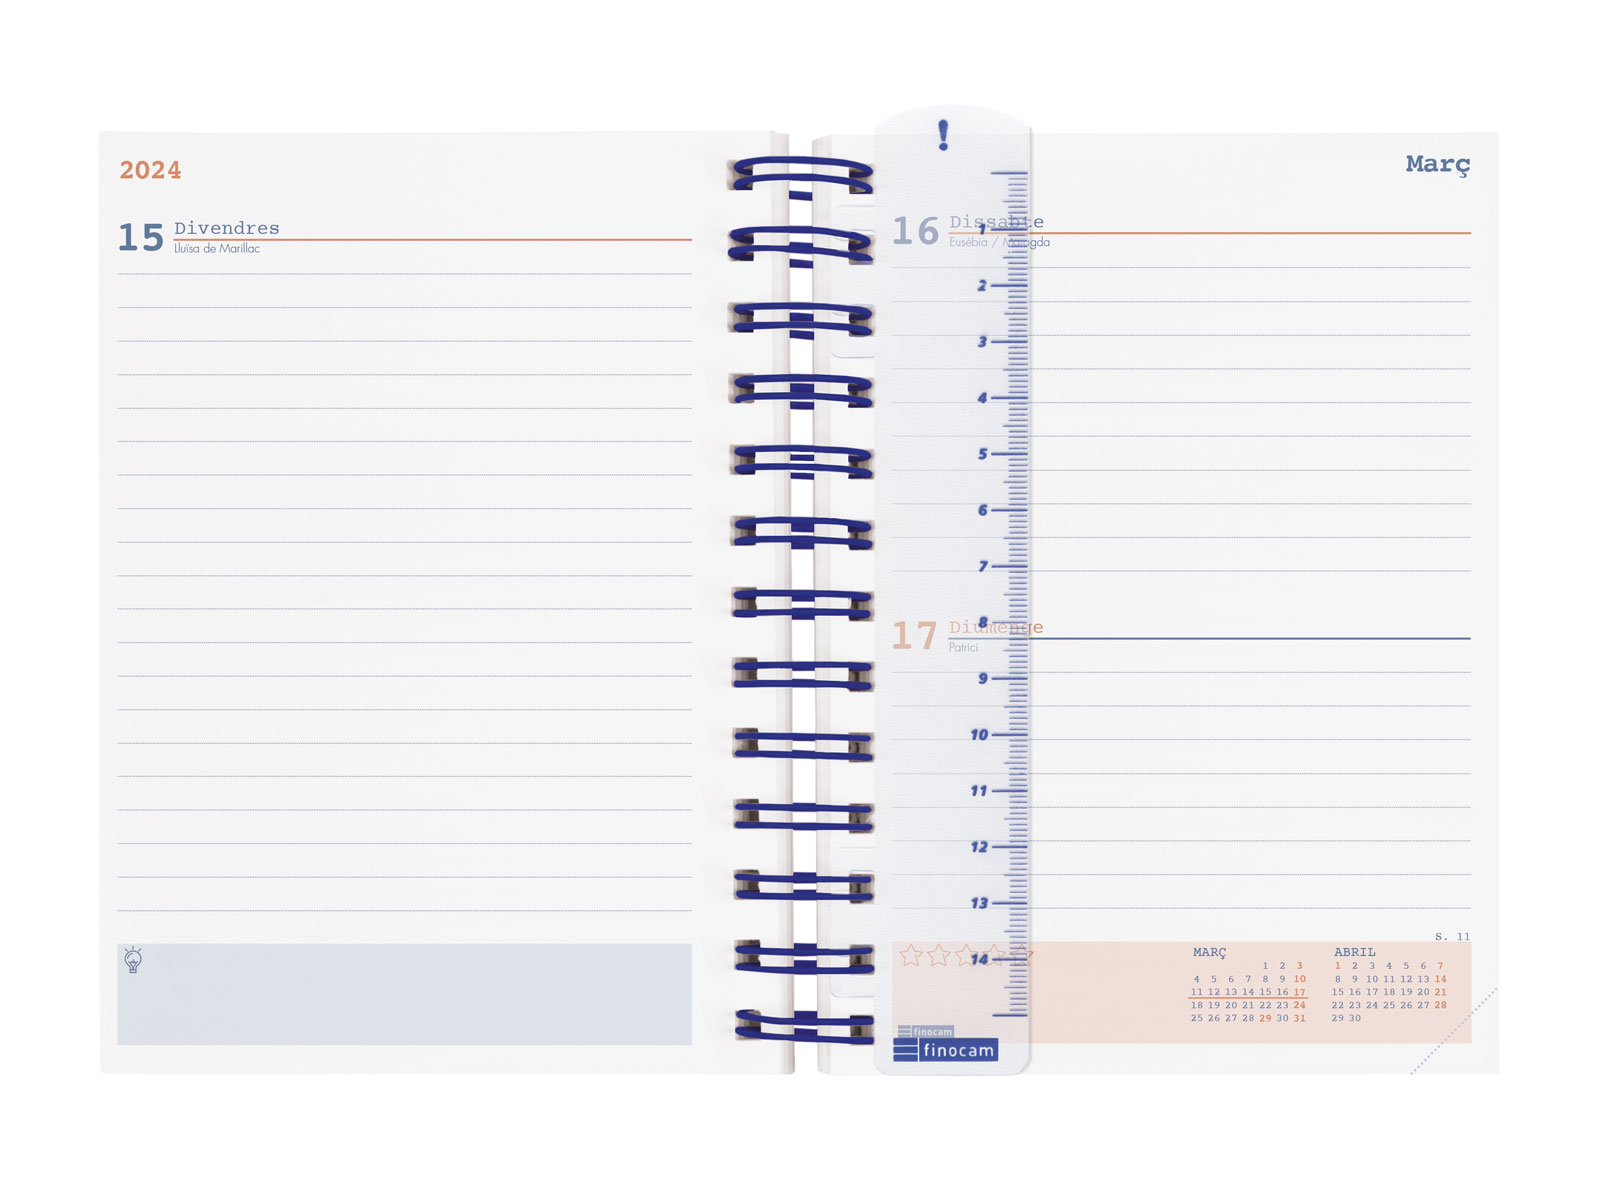 2024
15 Divendres
Lluïsa de Marillac
!
Març
16 Dissabte
Eusèbia / Maregda
1
2
3
4
5
6
7
8
17 Diumenge
Patrici
9
10
11
12
13
14
S. 11
MARÇ
1 2 3
4 5 6 7 8 9 10
11 12 13 14 15 16 17
18 19 20 21 22 23 24
25 26 27 28 29 30 31
ABRIL
1 2 3 4 5 6 7
8 9 10 11 12 13 14
15 16 17 18 19 20 21
22 23 24 25 26 27 28
29 30
finocam
finocam